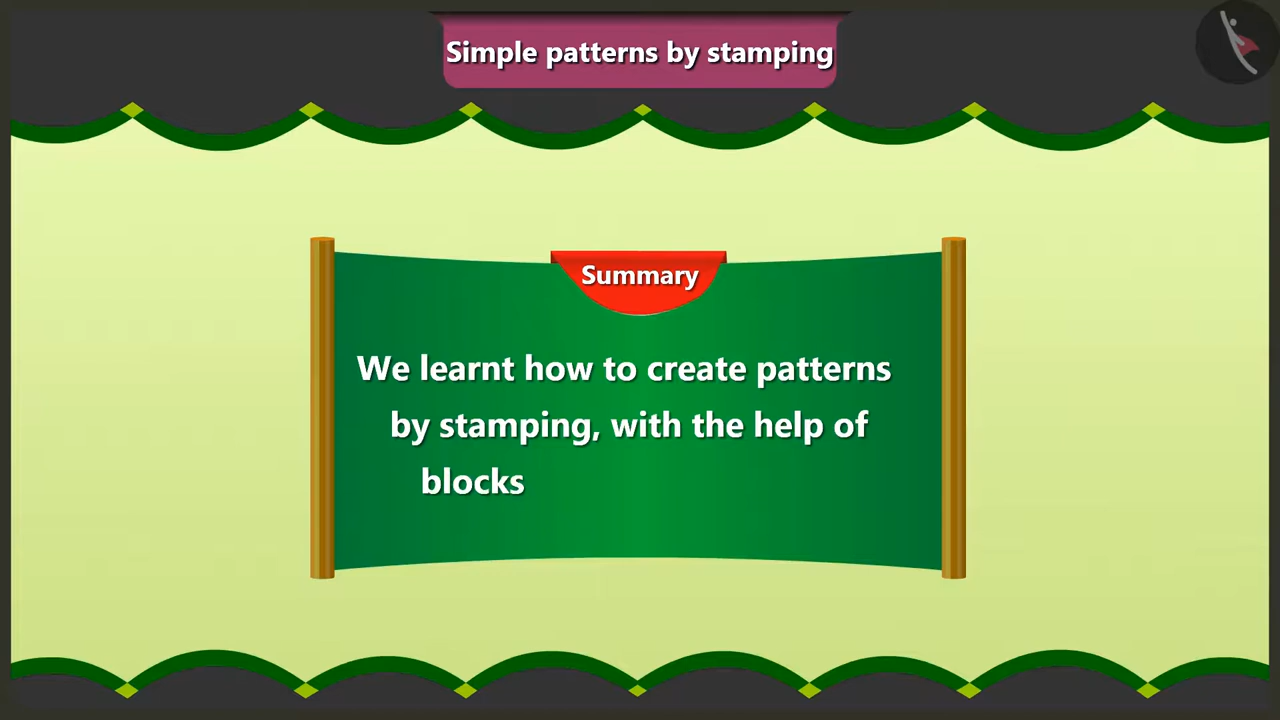 Simple patterns by stamping
Summary
We learnt how to create patterns
by stamping, with the help of
blocks